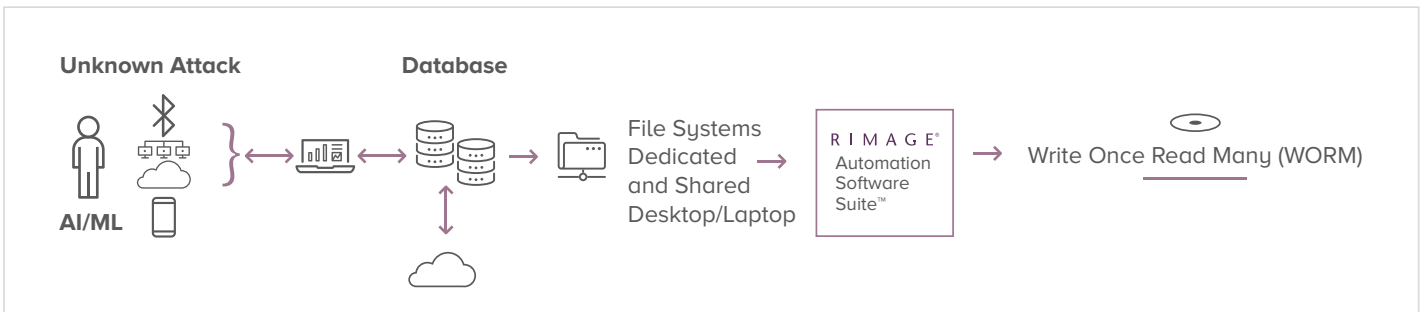 Unknown Attack
Database
AI/ML
File Systems
Dedicated
and Shared
Desktop/Laptop
RIMAGE®
Automation
Software
Suite™
Write Once Read Many (WORM)